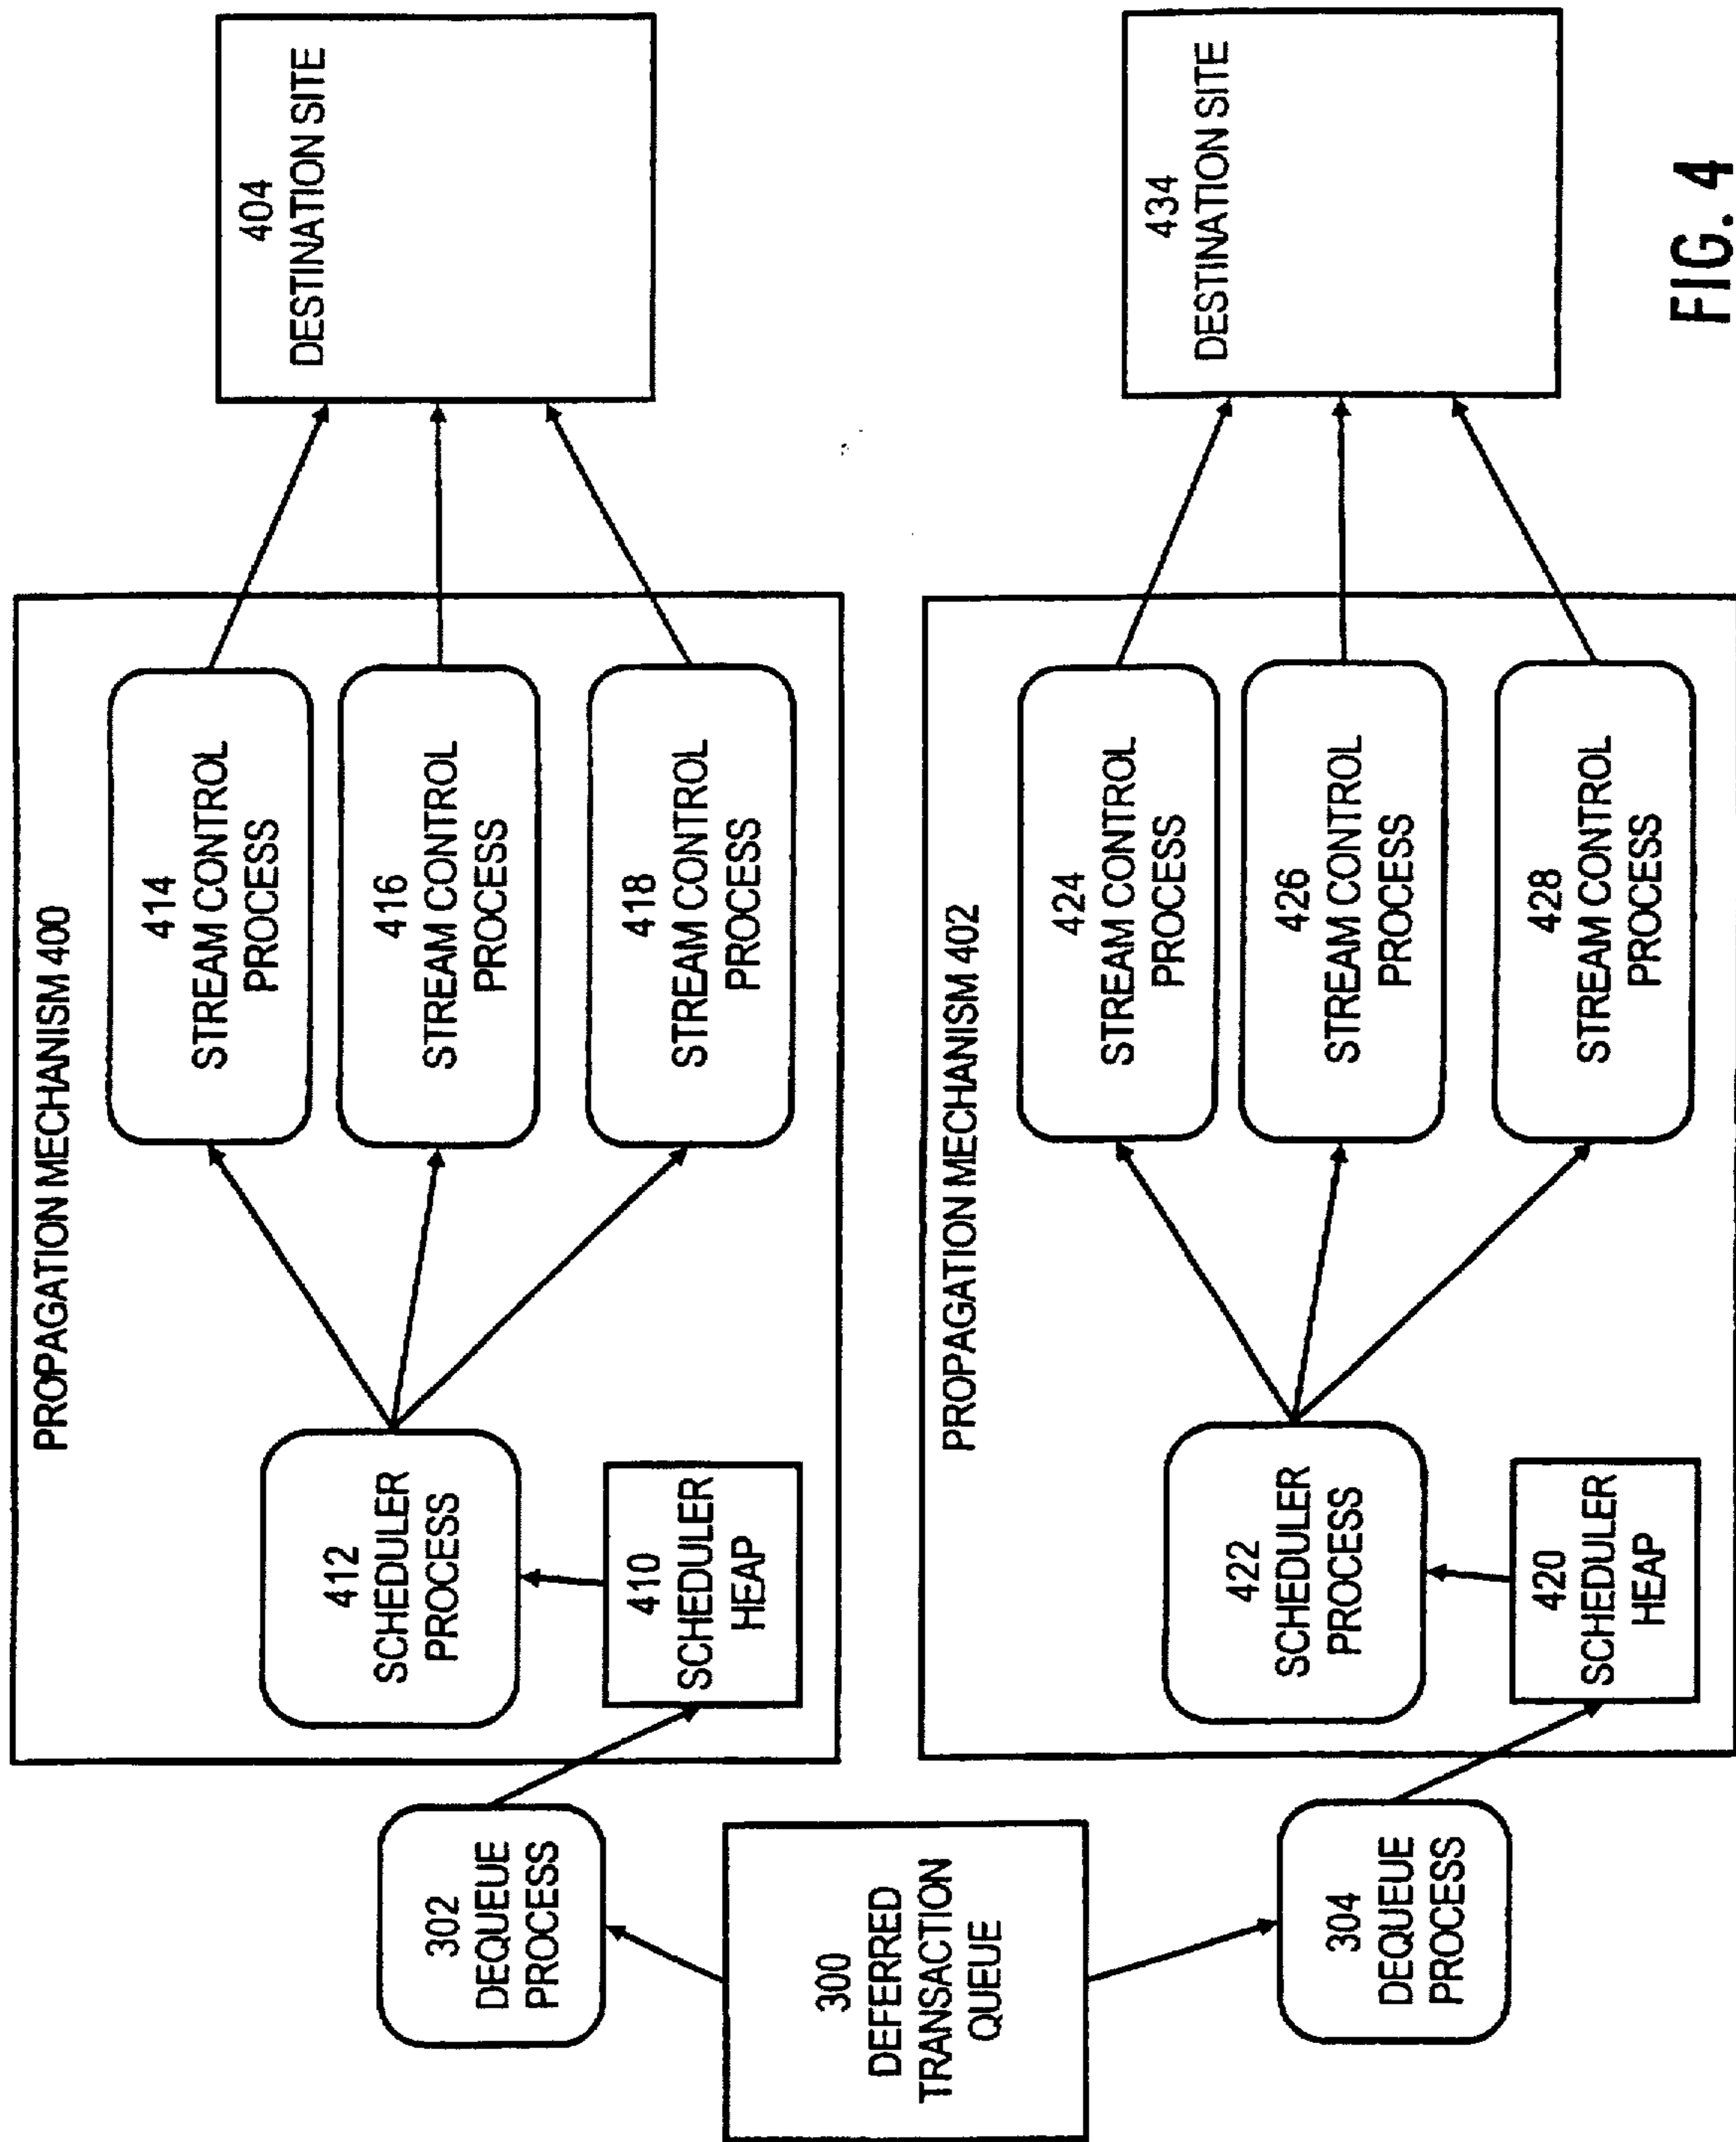 PROPAGATION MECHANISM 400
302
DEQUEUE
PROCESS
412
SCHEDULER
PROCESS
410
SCHEDULER
HEAP
414
STREAM CONTROL
PROCESS
416
STREAM CONTROL
PROCESS
418
STREAM CONTROL
PROCESS
404
DESTINATION SITE
300
DEFERRED
TRANSACTION
QUEUE
PROPAGATION MECHANISM 402
304
DEQUEUE
PROCESS
422
SCHEDULER
PROCESS
420
SCHEDULER
HEAP
424
STREAM CONTROL
PROCESS
426
STREAM CONTROL
PROCESS
428
STREAM CONTROL
PROCESS
434
DESTINATION SITE
FIG. 4